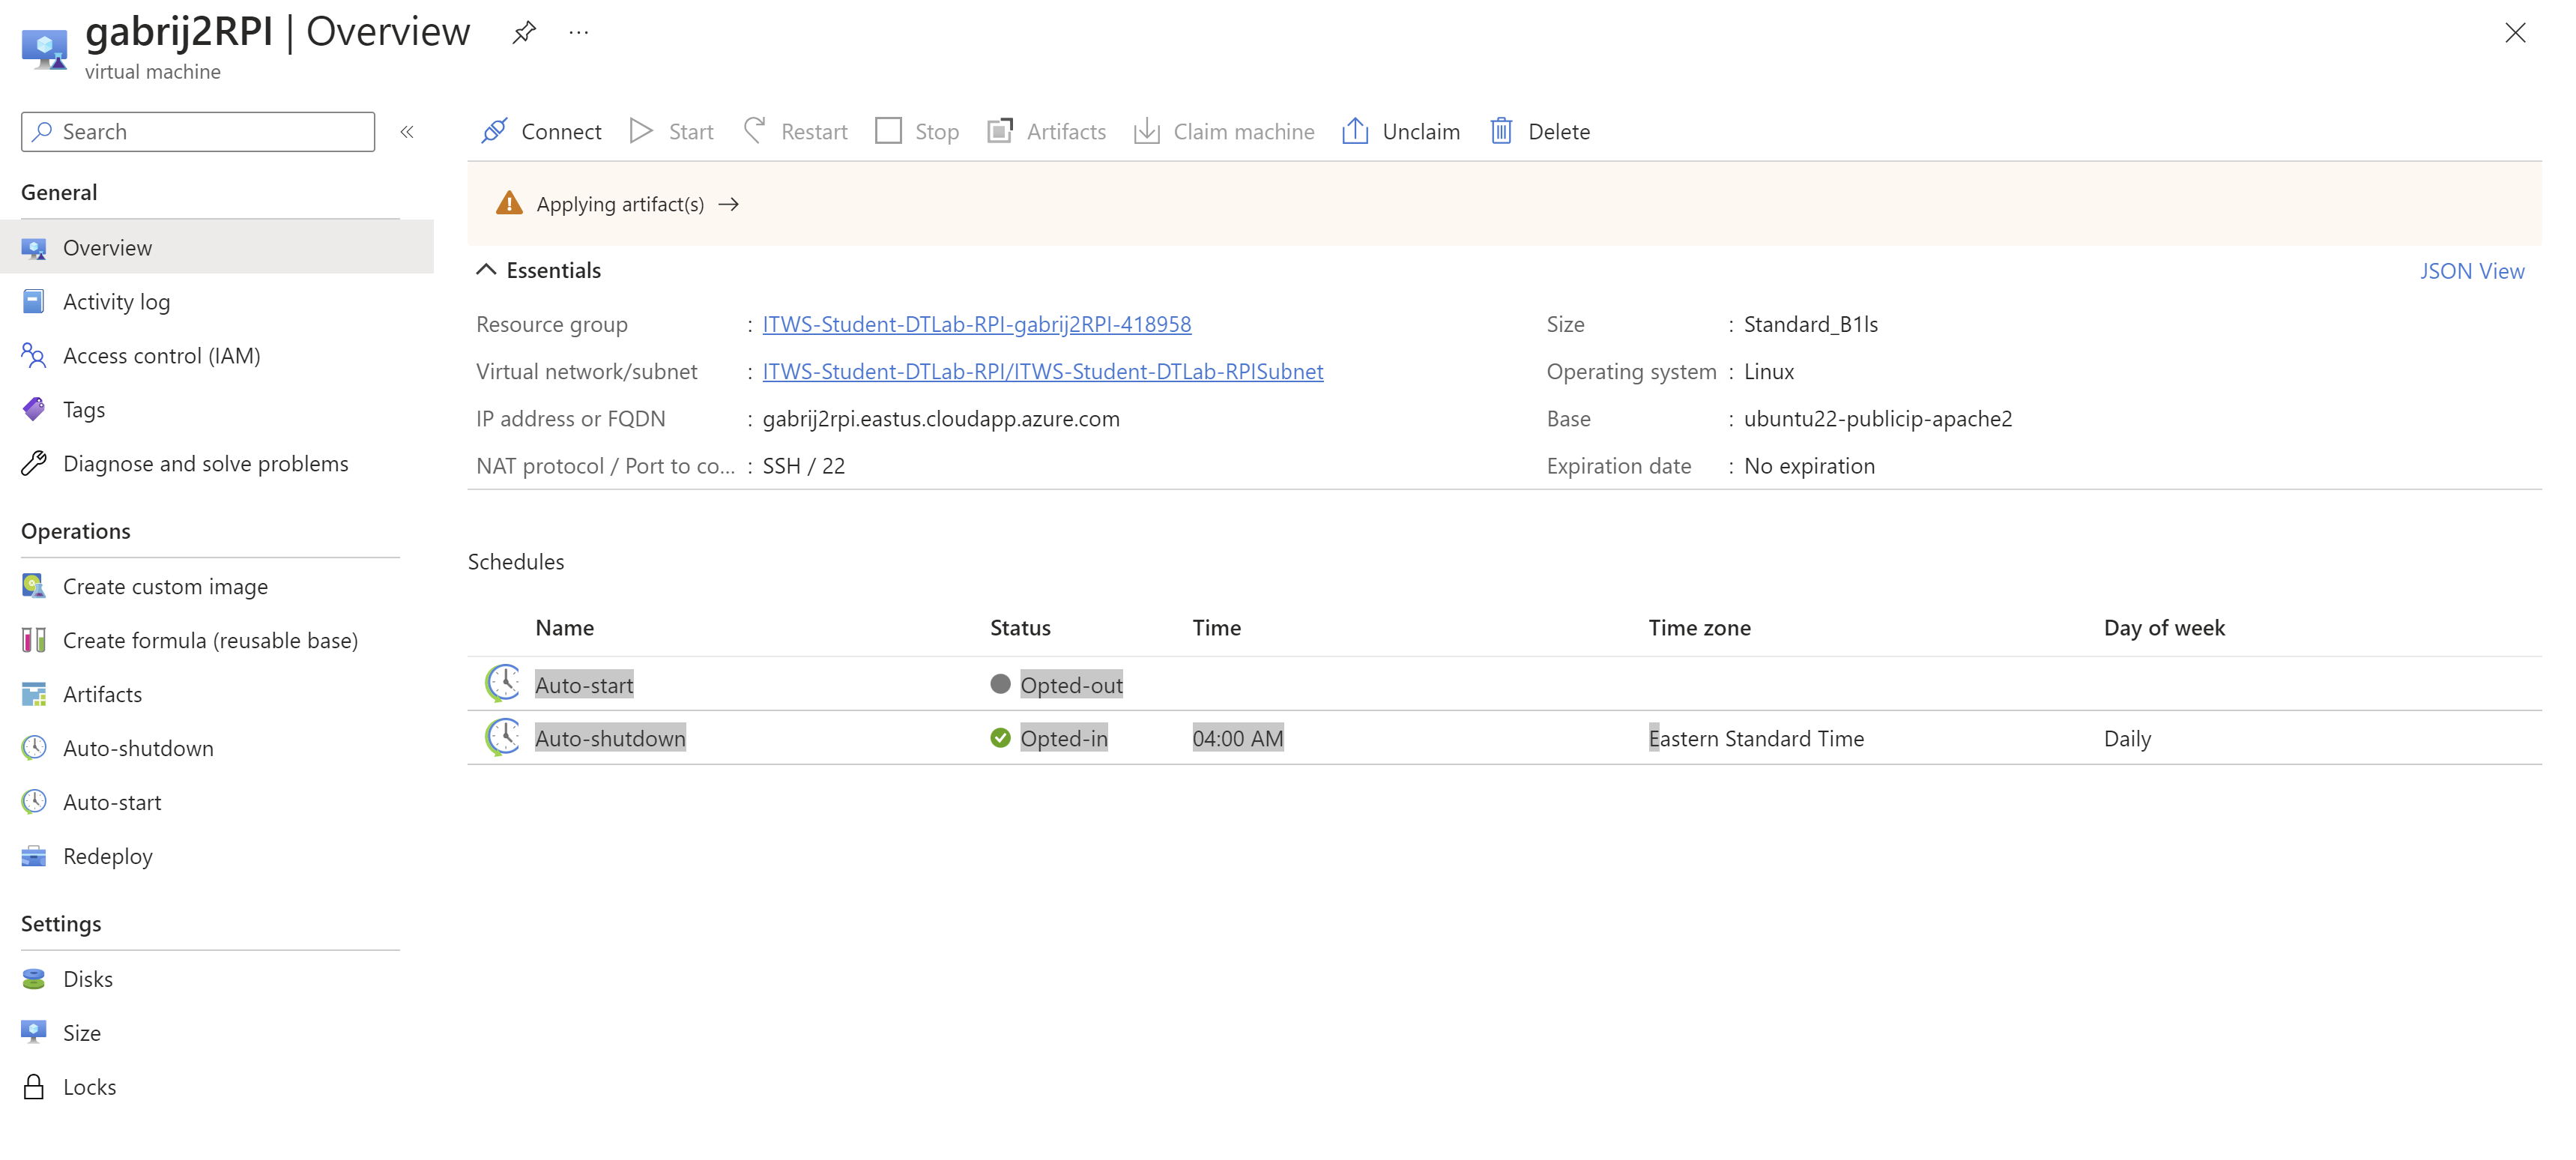 gabrij2RPI | Overview
virtual machine
Search
Connect Start Restart Stop Artifacts Claim machine Unclaim Delete
Applying artifact(s) →
General
Overview
Activity log
Access control (IAM)
Tags
Diagnose and solve problems
Operations
Create custom image
Create formula (reusable base)
Artifacts
Auto-shutdown
Auto-start
Redeploy
Settings
Disks
Size
Locks
Essentials JSON View
Resource group : ITWS-Student-DTLab-RPI-gabrij2RPI-418958
Virtual network/subnet : ITWS-Student-DTLab-RPI/ITWS-Student-DTLab-RPISubnet
IP address or FQDN : gabrij2rpi.eastus.cloudapp.azure.com
NAT protocol / Port to co... : SSH / 22
Size : Standard_B1ls
Operating system : Linux
Base : ubuntu22-publicip-apache2
Expiration date : No expiration
Schedules
Name Status Time Time zone Day of week
Auto-start Opted-out
Auto-shutdown Opted-in 04:00 AM Eastern Standard Time Daily